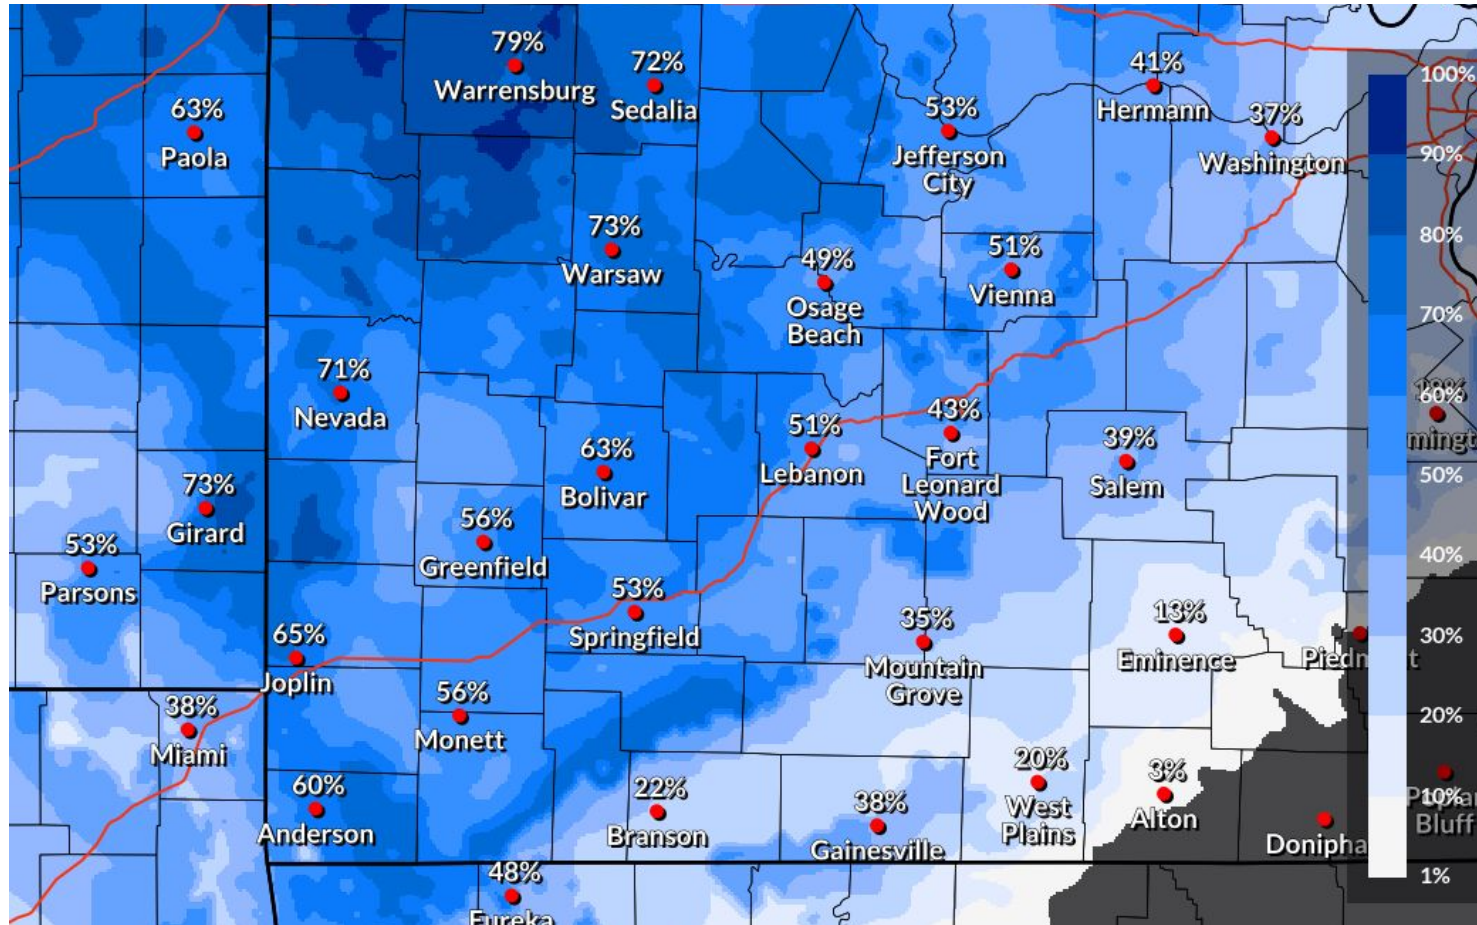 79%
Warrensburg
72%
Sedalia
41%
Hermann
100%
63%
Paola
53%
Jefferson
City
37%
Washington
90%
73%
Warsaw
49%
Osage
Beach
51%
Vienna
80%
70%
71%
Nevada
63%
Bolivar
51%
Lebanon
43%
Fort
Leonard
Wood
39%
Salem
60%
50%
73%
Girard
53%
Parsons
56%
Greenfield
53%
Springfield
35%
Mountain
Grove
13%
Eminence
40%
30%
65%
Joplin
38%
Miami
56%
Monett
20%
60%
Anderson
22%
Branson
38%
Gainesville
20%
West
Plains
3%
Alton
Donipha
10%
Bluff
1%
48%
Eureka